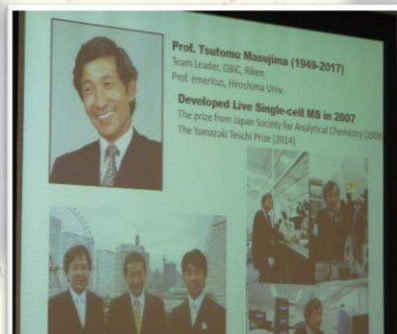 Prof. Tsutomu Masujima (1949-2017)
Team Leader, QBiC, Riken
Prof. emeritus, Hiroshima Univ.
Developed Live Single-cell MS in 2007
The prize from Japan Society for Analytical Chemistry (2008
The Yamazaki Teiichi Prize (2014)